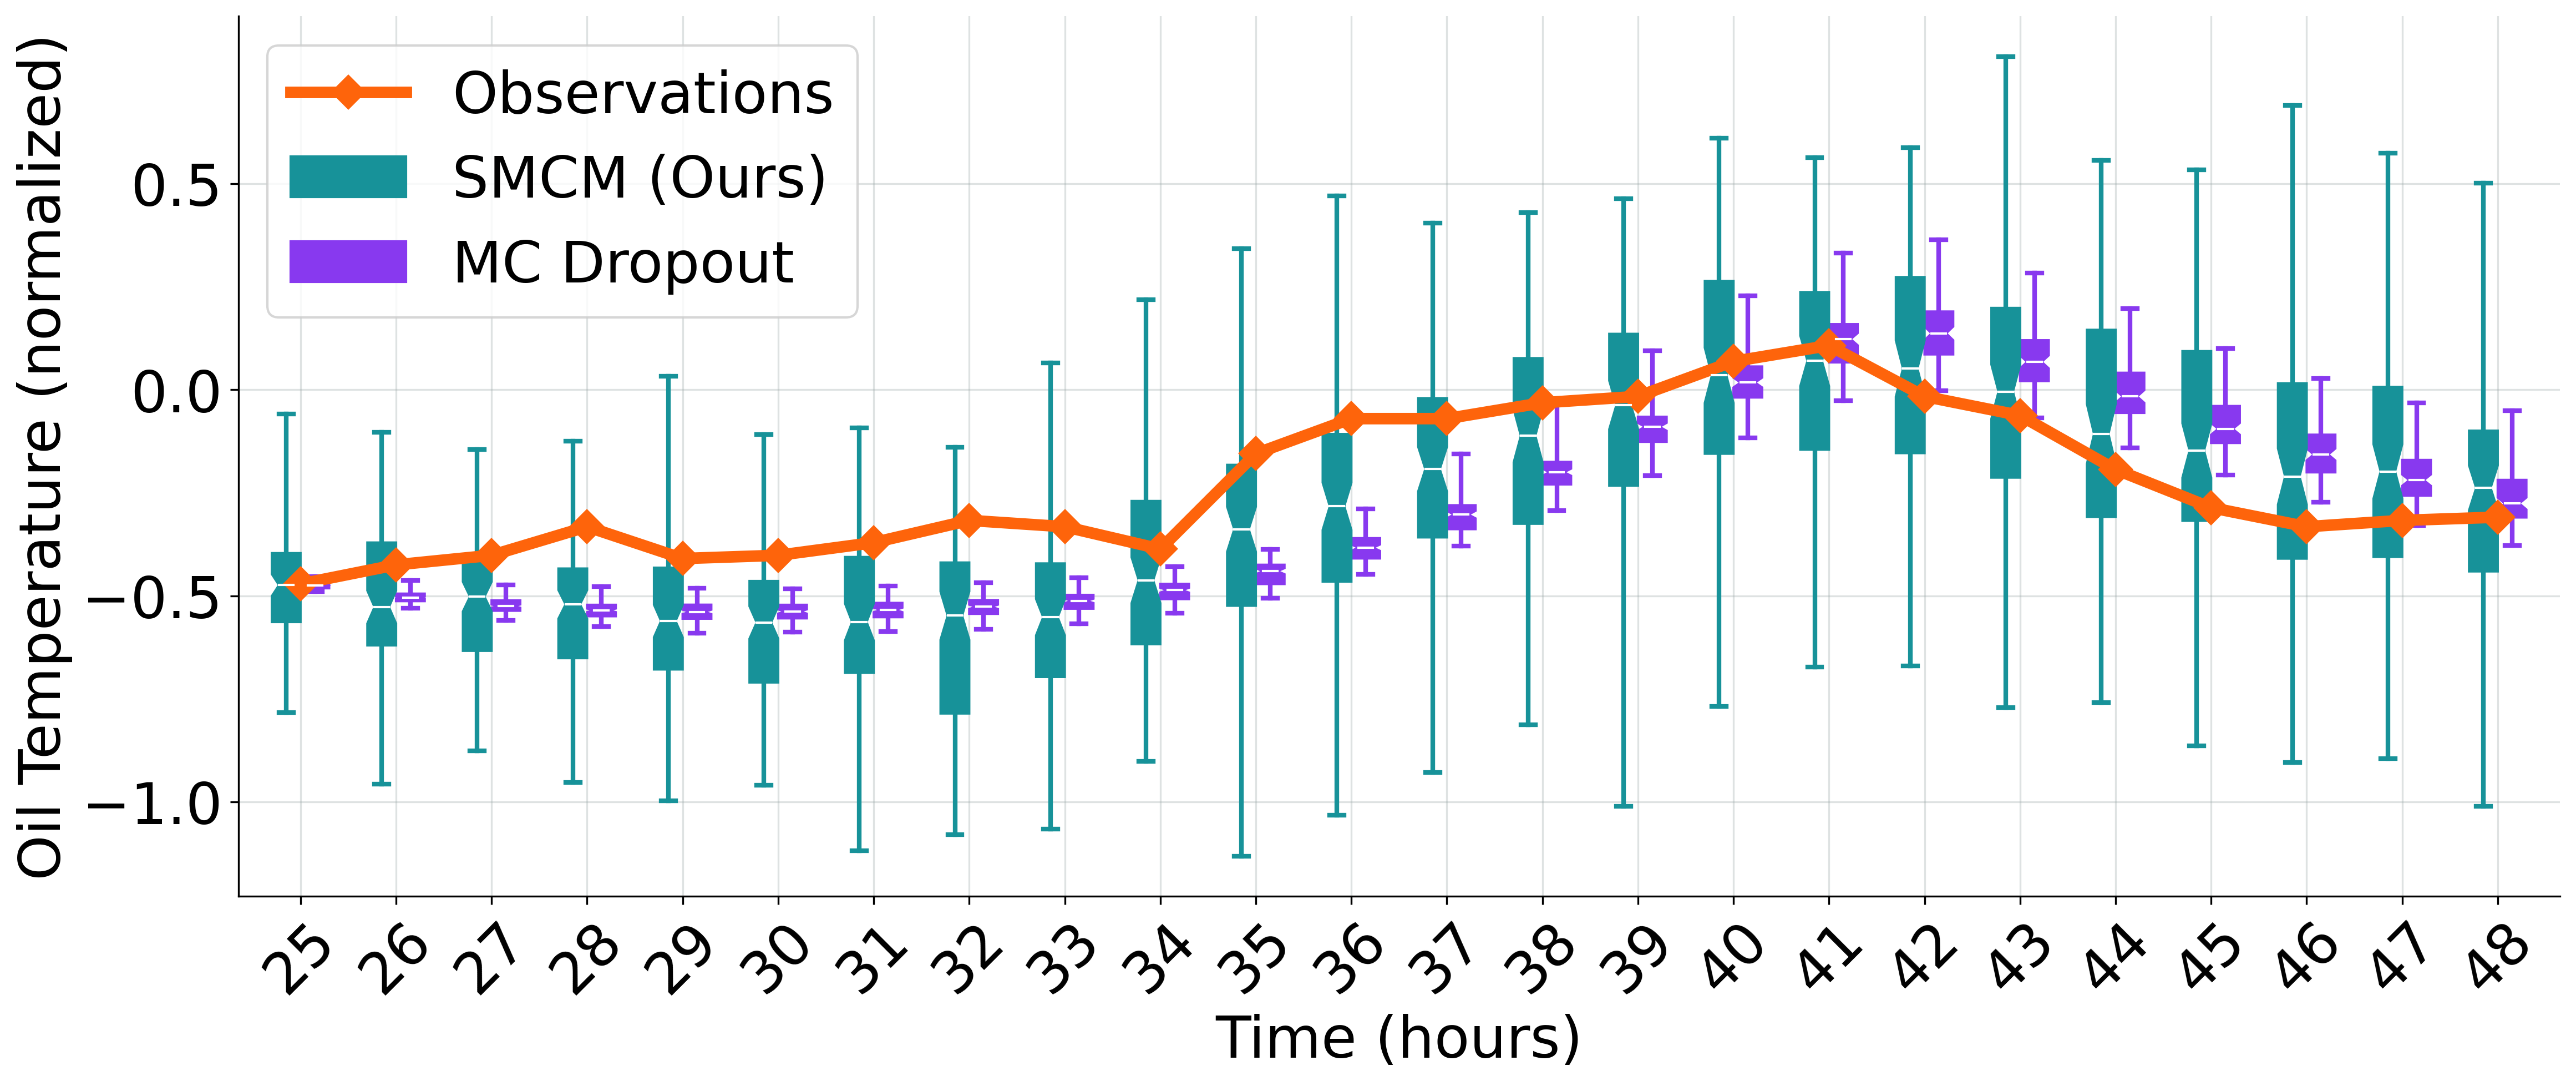 Observations
SMCM (Ours)
MC Dropout
Oil Temperature (normalized)
0.5
0.0
−0.5
−1.0
25 26 27 28 29 30 31 32 33 34 35 36 37 38 39 40 41 42 43 44 45 46 47 48
Time (hours)